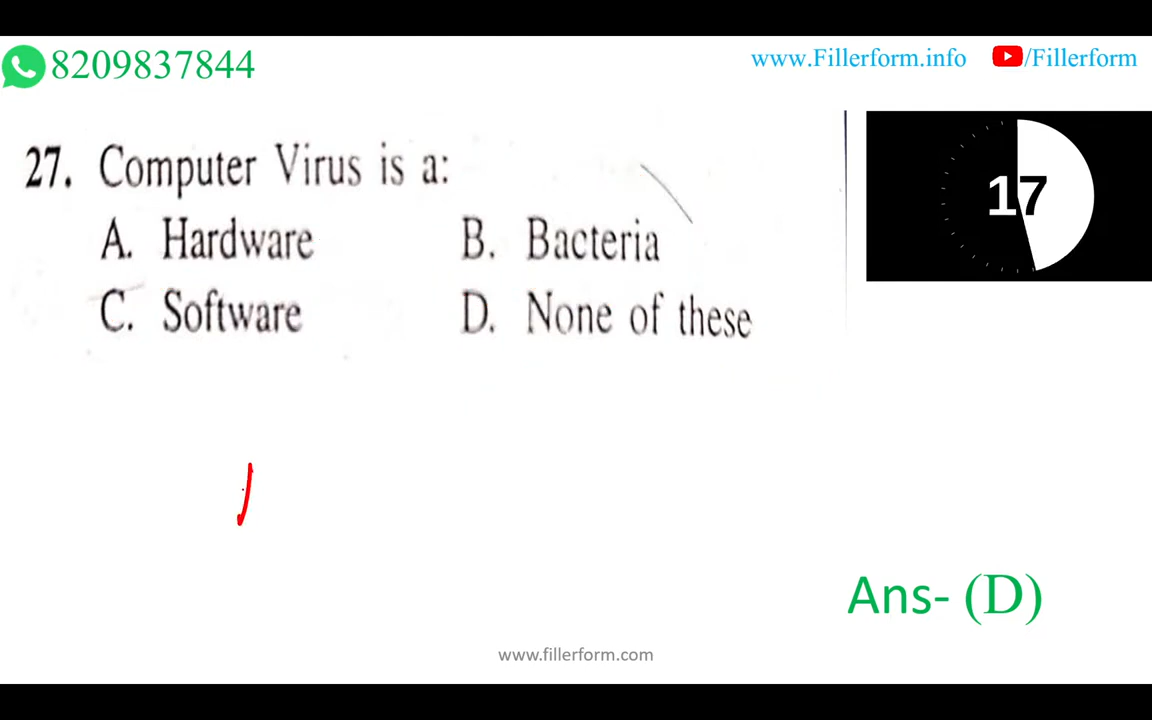 8209837844
www.Fillerform.info /Fillerform
27. Computer Virus is a:
17
A. Hardware B. Bacteria
C. Software D. None of these
Ans- (D)
www.fillerform.com